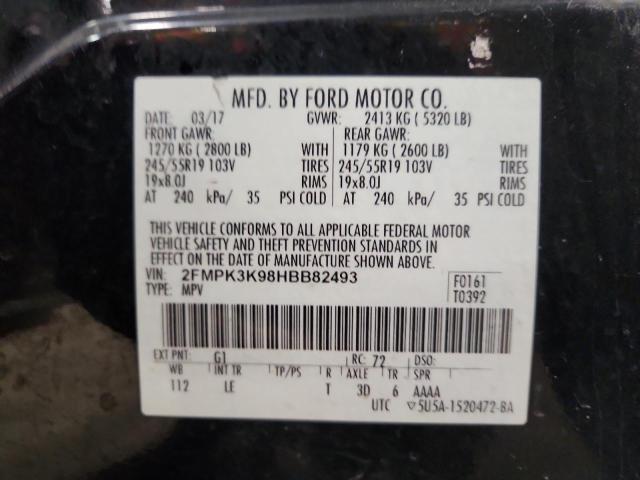 MFD. BY FORD MOTOR CO.
DATE: 03/17 GVWR: 2413 KG ( 5320 LB)
FRONT GAWR: REAR GAWR:
1270 KG ( 2800 LB) WITH 1179 KG ( 2600 LB) WITH
245/55R19 103V TIRES 245/55R19 103V TIRES
19x8.0J RIMS 19x8.0J RIMS
AT 240 kPa/ 35 PSI COLD AT 240 kPa/ 35 PSI COLD
THIS VEHICLE CONFORMS TO ALL APPLICABLE FEDERAL MOTOR
VEHICLE SAFETY AND THEFT PREVENTION STANDARDS IN
EFFECT ON THE DATE OF MANUFACTURE SHOWN ABOVE.
VIN: 2FMPK3K98HBB82493 F0161
TYPE: MPV T0392
EXT PNT: G1 RC: 72 DSO:
WB INT TR TP/PS R AXLE TR SPR
112 LE T 3D 6 AAAA
UTC ▽5U5A-1520472-BA